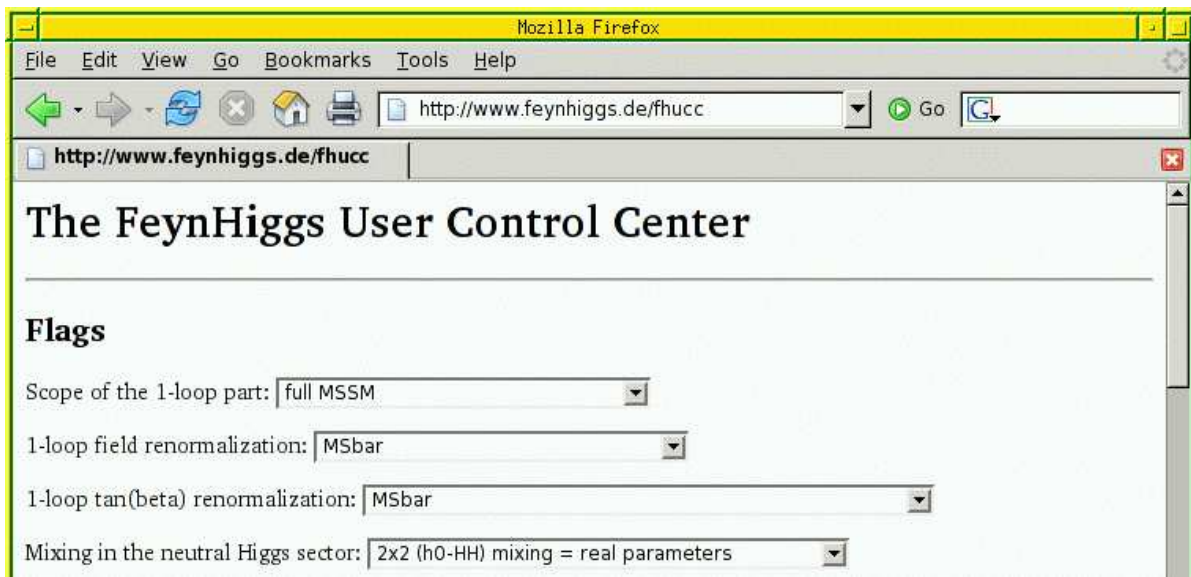 Mozilla Firefox
File Edit View Go Bookmarks Tools Help
http://www.feynhiggs.de/fhucc Go G
http://www.feynhiggs.de/fhucc
The FeynHiggs User Control Center
Flags
Scope of the 1-loop part: full MSSM
1-loop field renormalization: MSbar
1-loop tan(beta) renormalization: MSbar
Mixing in the neutral Higgs sector: 2x2 (h0-HH) mixing = real parameters